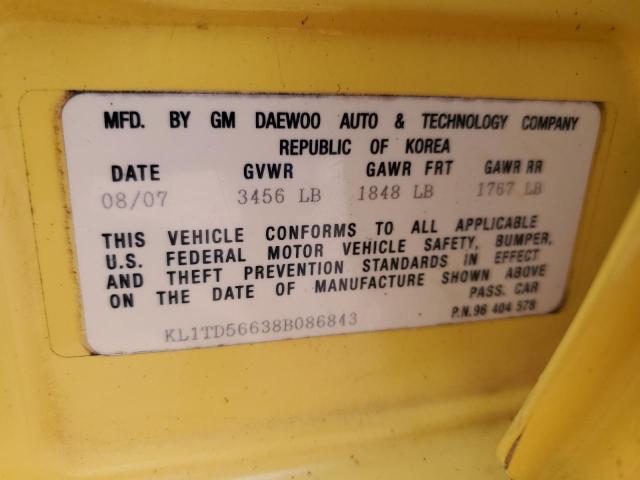 MFD. BY GM DAEWOO AUTO & TECHNOLOGY COMPANY
REPUBLIC OF KOREA
DATE GVWR GAWR FRT GAWR RR
08/07 3456 LB 1848 LB 1767 LB
THIS VEHICLE CONFORMS TO ALL APPLICABLE
U.S. FEDERAL MOTOR VEHICLE SAFETY, BUMPER,
AND THEFT PREVENTION STANDARDS IN EFFECT
ON THE DATE OF MANUFACTURE SHOWN ABOVE
PASS. CAR
KL1TD56638B086843 P.N.96 404 578